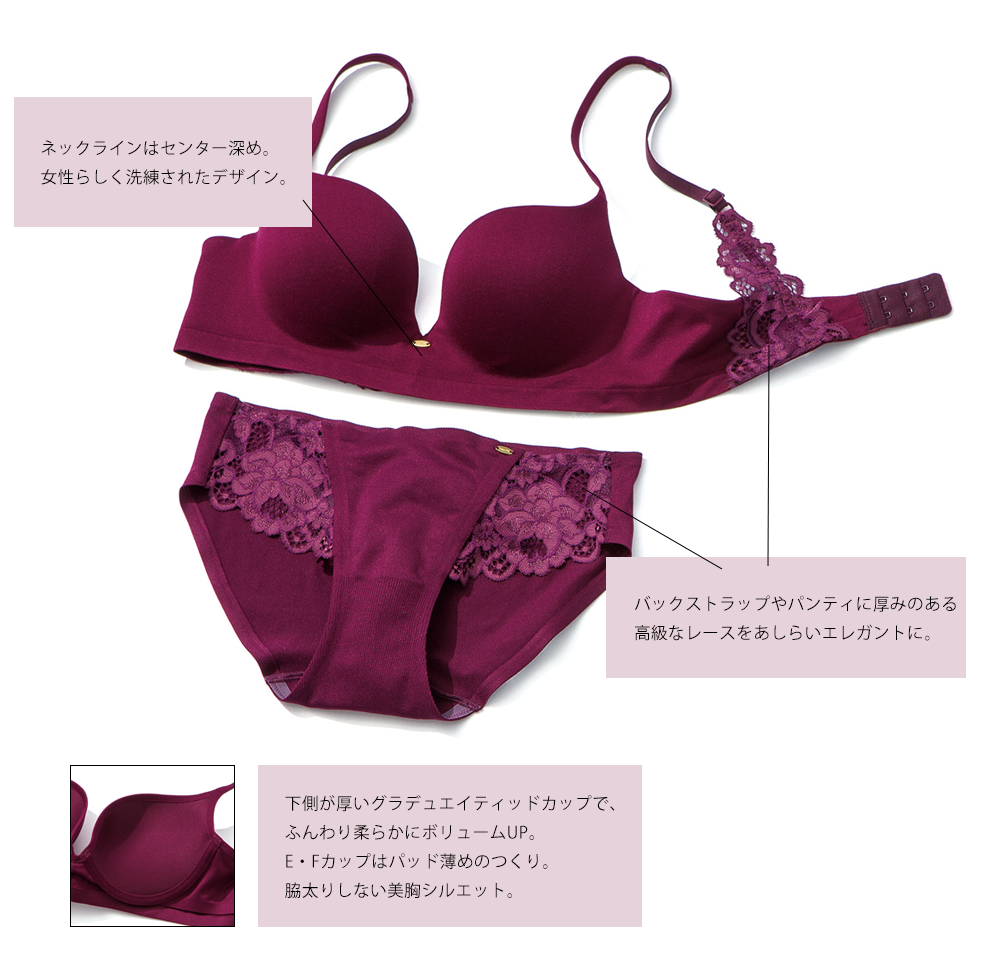 ネックラインはセンター深め。
女性らしく洗練されたデザイン。
バックストラップやパンティに厚みのある
高級なレースをあしらいエレガントに。
下側が厚いグラデュエイティッドカップで、
ふんわり柔らかにボリュームUP。
E・Fカップはパッド薄めのつくり。
脇太りしない美胸シルエット。